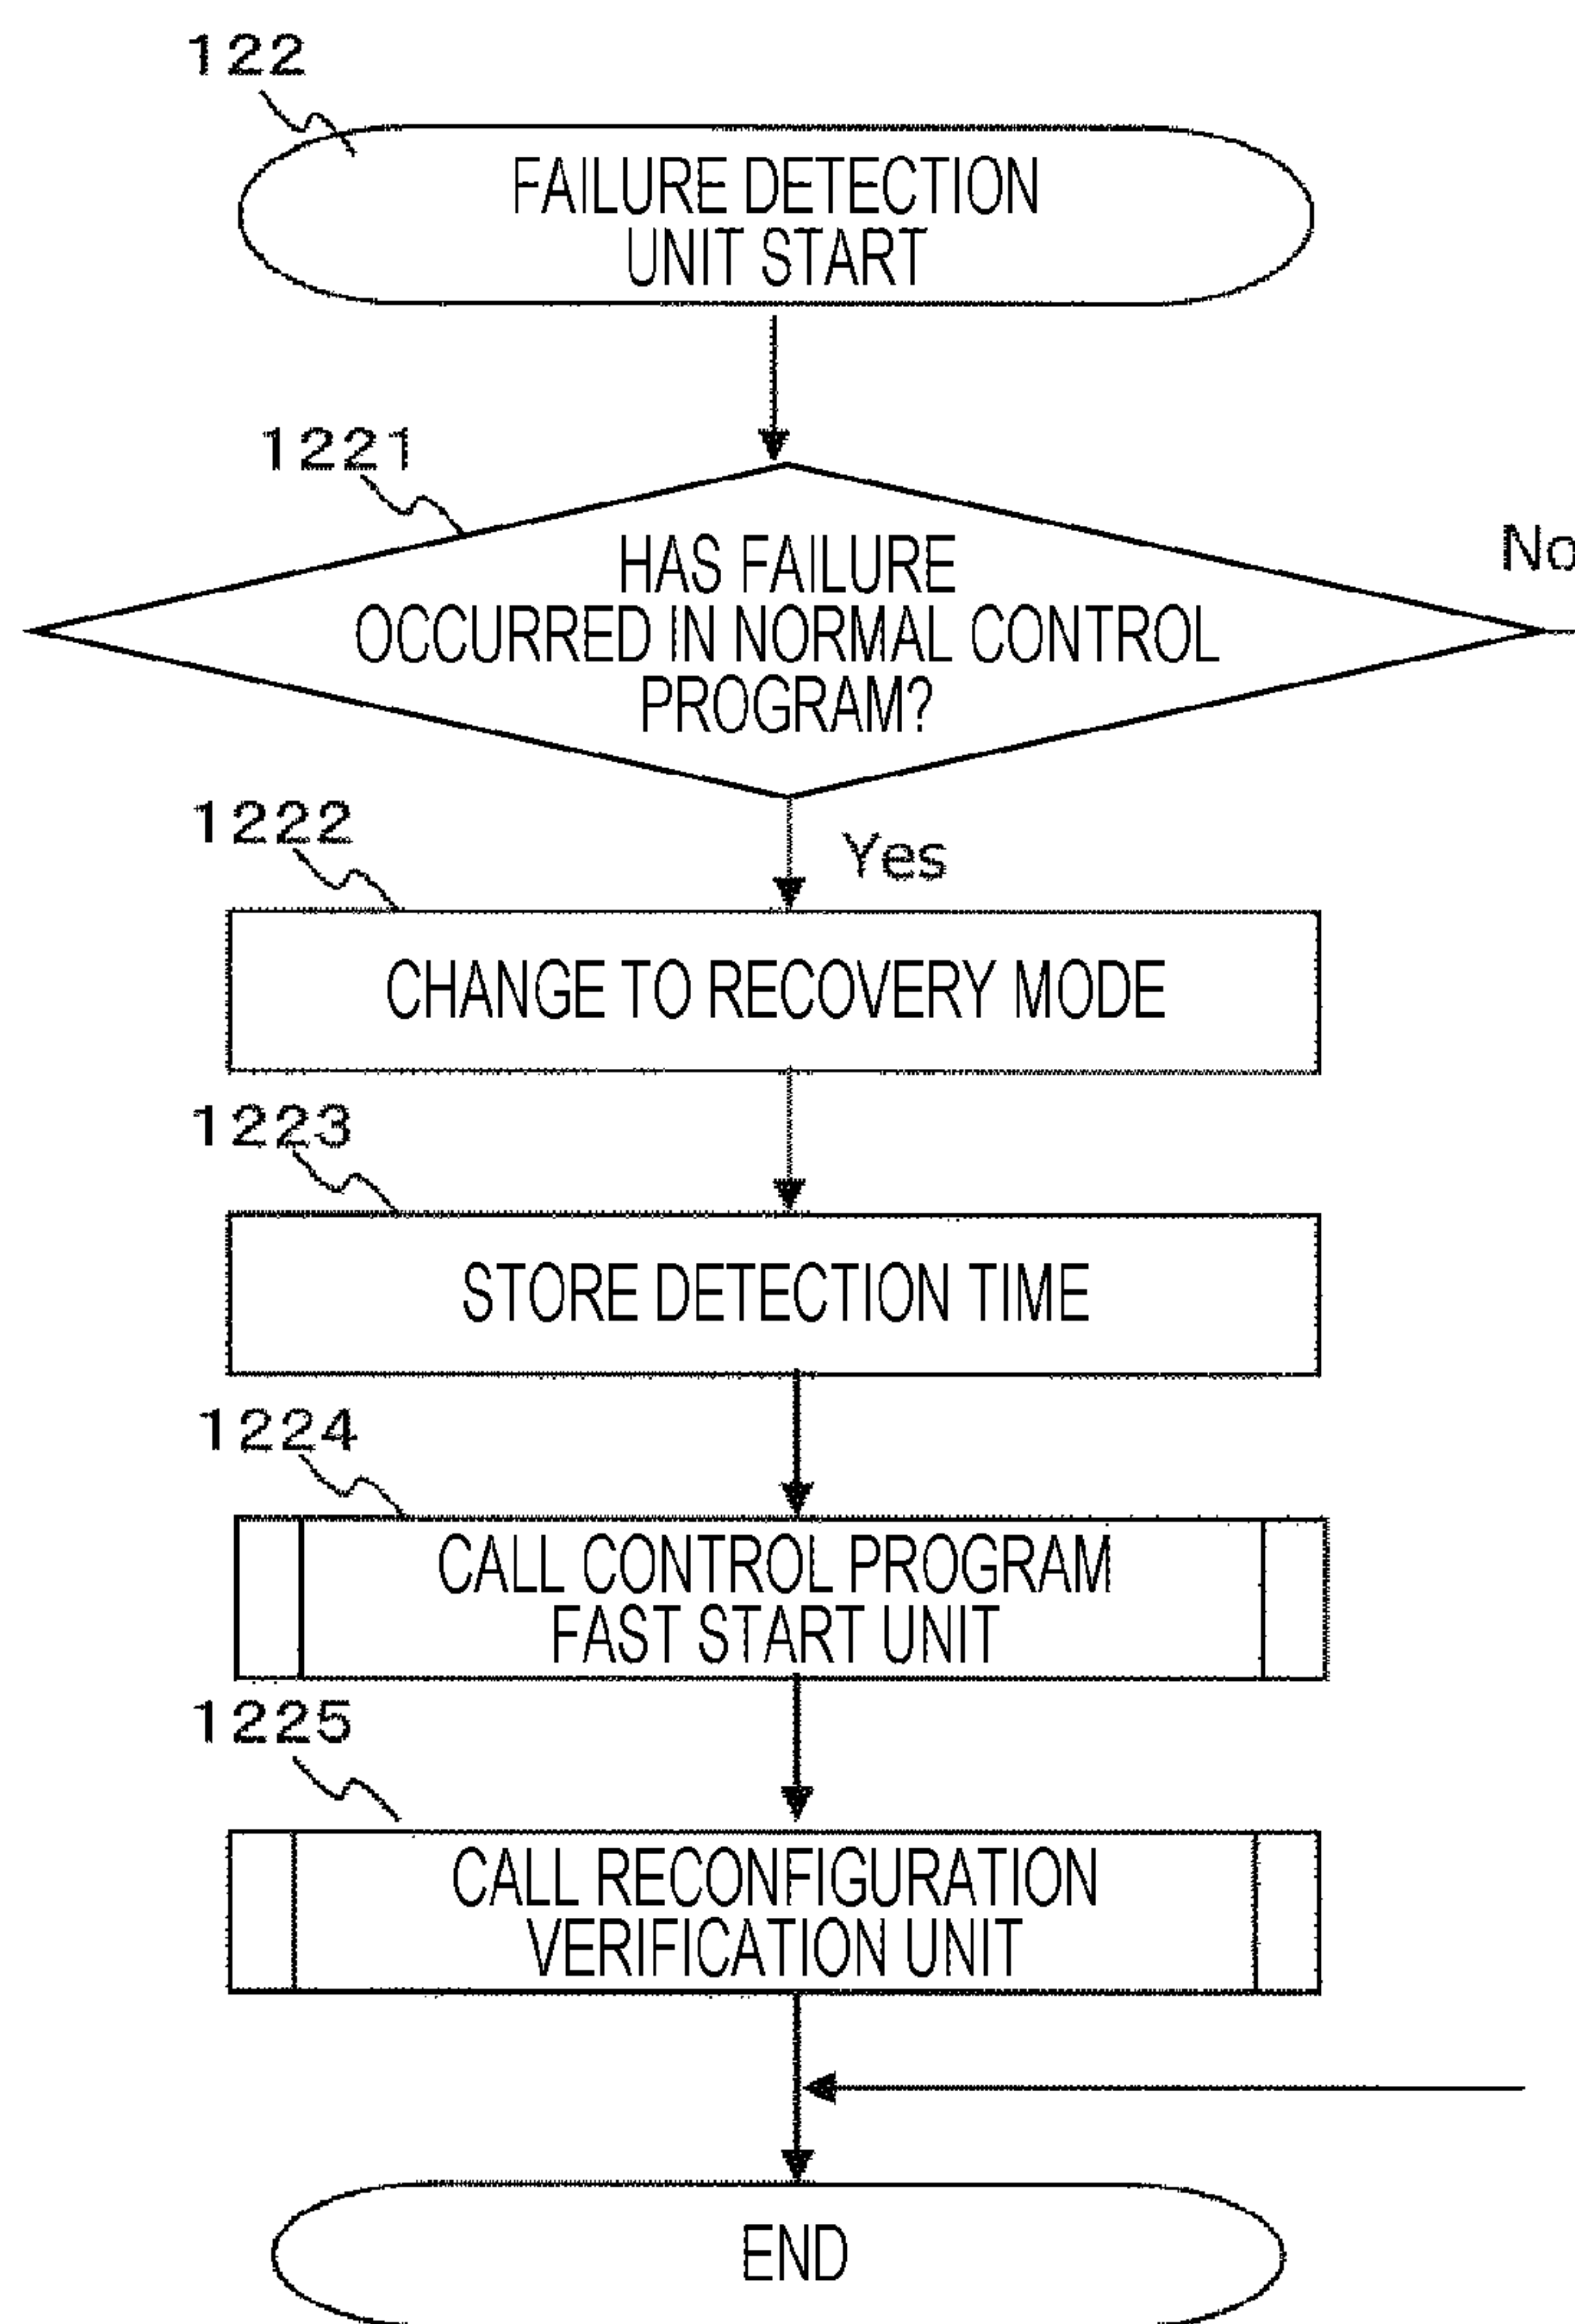 122
FAILURE DETECTION
UNIT START
1221
HAS FAILURE
OCCURRED IN NORMAL CONTROL
PROGRAM?
No
1222
Yes
CHANGE TO RECOVERY MODE
1223
STORE DETECTION TIME
1224
CALL CONTROL PROGRAM
FAST START UNIT
1225
CALL RECONFIGURATION
VERIFICATION UNIT
END